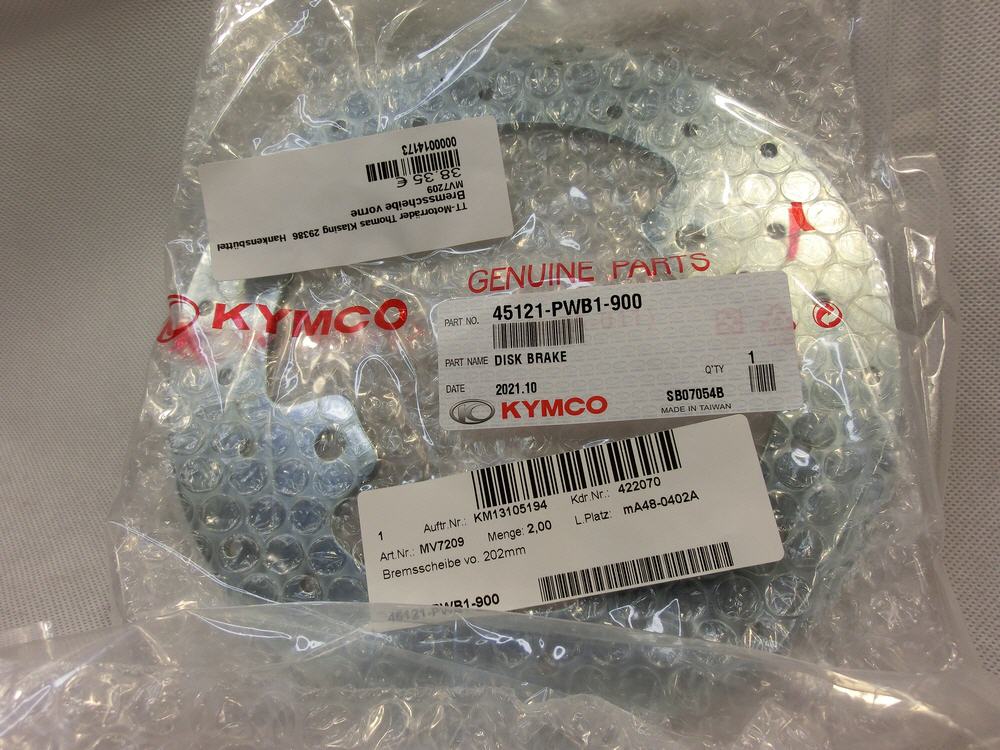 TT-Motorräder Thomas Klasing 29386 Hankensbüttel
Bremsscheibe vorne
MV7209
38,35 €
0000014173
GENUINE PARTS
KYMCO
PART NO. 45121-PWB1-900
PART NAME DISK BRAKE
Q'TY 1
DATE 2021.10
SB07054B
KYMCO
MADE IN TAIWAN
1 Auftr.Nr.: KM13105194 Kdr.Nr.: 422070
Art.Nr.: MV7209 Menge: 2,00 L.Platz: mA48-0402A
Bremsscheibe vo. 202mm
45121-PWB1-900